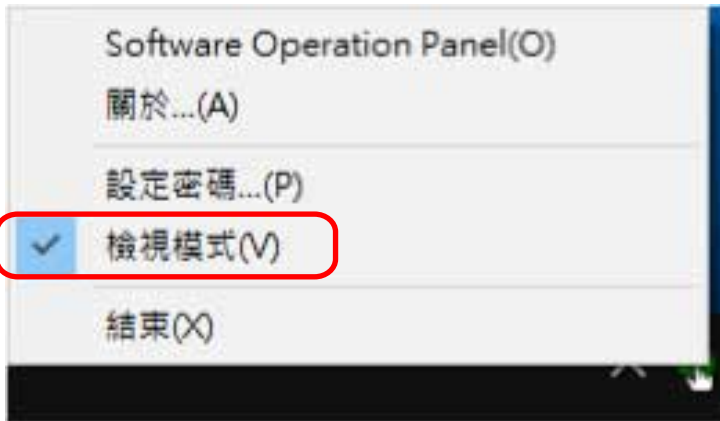 Software Operation Panel(O)
關於...(A)
設定密碼...(P)
檢視模式(V)
結束(X)